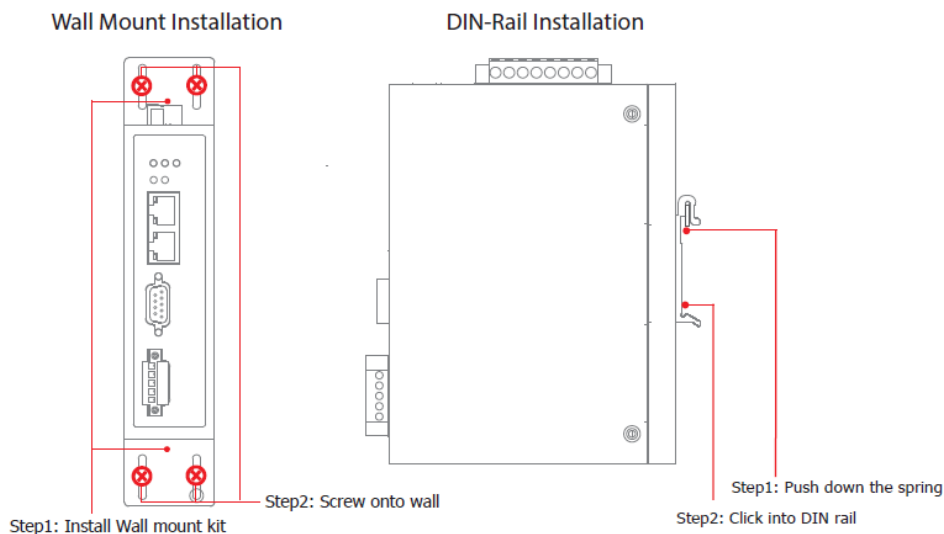 Wall Mount Installation
DIN-Rail Installation
Step1: Push down the spring
Step2: Screw onto wall
Step2: Click into DIN rail
Step1: Install Wall mount kit